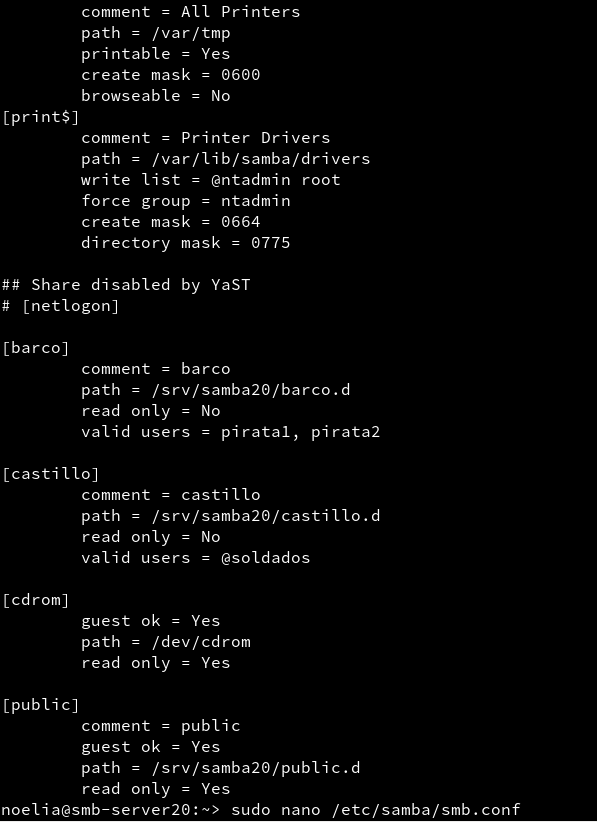 comment = All Printers
path = /var/tmp
printable = Yes
create mask = 0600
browseable = No
[print$]
comment = Printer Drivers
path = /var/lib/samba/drivers
write list = @ntadmin root
force group = ntadmin
create mask = 0664
directory mask = 0775
## Share disabled by YaST
# [netlogon]
[barco]
comment = barco
path = /srv/samba20/barco.d
read only = No
valid users = pirata1, pirata2
[castillo]
comment = castillo
path = /srv/samba20/castillo.d
read only = No
valid users = @soldados
[cdrom]
guest ok = Yes
path = /dev/cdrom
read only = Yes
[public]
comment = public
guest ok = Yes
path = /srv/samba20/public.d
read only = Yes
noelia@smb-server20:~> sudo nano /etc/samba/smb.conf